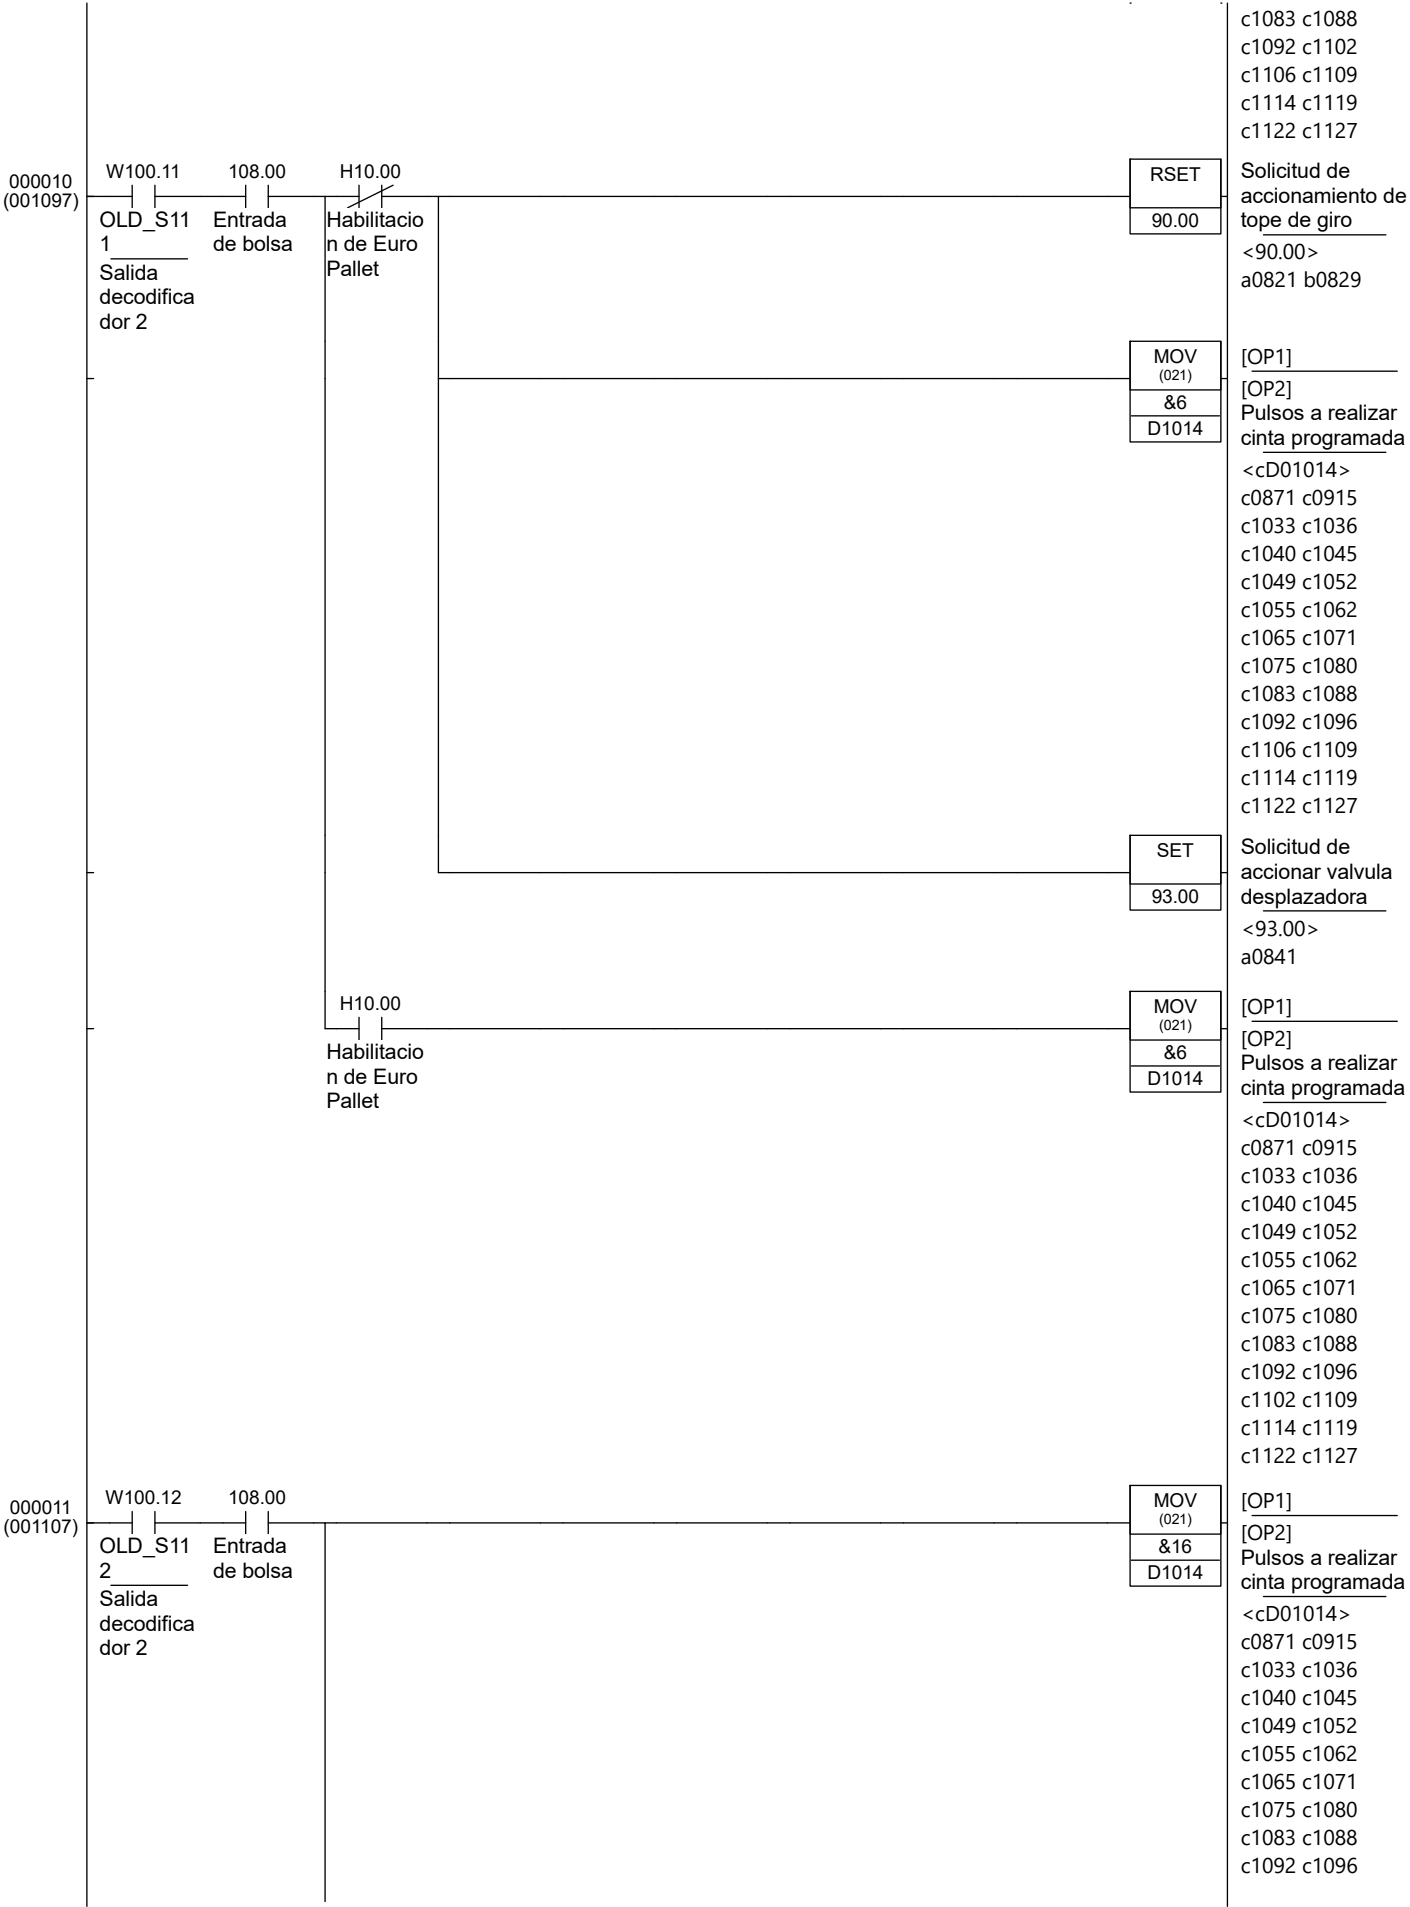 c1083 c1088
c1092 c1102
c1106 c1109
c1114 c1119
c1122 c1127
000010
(001097)
W100.11
OLD_S11
1
Salida
decodifica
dor 2
108.00
Entrada
de bolsa
H10.00
Habilitacio
n de Euro
Pallet
RSET
90.00
Solicitud de
accionamiento de
tope de giro
<90.00>
a0821 b0829
MOV
(021)
&6
D1014
[OP1]
[OP2]
Pulsos a realizar
cinta programada
<cD01014>
c0871 c0915
c1033 c1036
c1040 c1045
c1049 c1052
c1055 c1062
c1065 c1071
c1075 c1080
c1083 c1088
c1092 c1096
c1106 c1109
c1114 c1119
c1122 c1127
SET
93.00
Solicitud de
accionar valvula
desplazadora
<93.00>
a0841
H10.00
Habilitacio
n de Euro
Pallet
MOV
(021)
&6
D1014
[OP1]
[OP2]
Pulsos a realizar
cinta programada
<cD01014>
c0871 c0915
c1033 c1036
c1040 c1045
c1049 c1052
c1055 c1062
c1065 c1071
c1075 c1080
c1083 c1088
c1092 c1096
c1102 c1109
c1114 c1119
c1122 c1127
000011
(001107)
W100.12
OLD_S11
2
Salida
decodifica
dor 2
108.00
Entrada
de bolsa
MOV
(021)
&16
D1014
[OP1]
[OP2]
Pulsos a realizar
cinta programada
<cD01014>
c0871 c0915
c1033 c1036
c1040 c1045
c1049 c1052
c1055 c1062
c1065 c1071
c1075 c1080
c1083 c1088
c1092 c1096